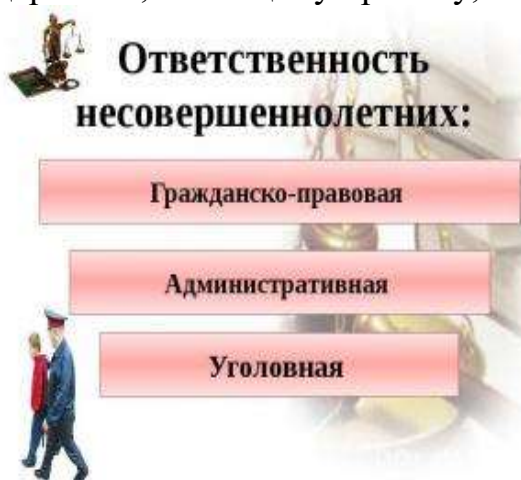 Ответственность
несовершеннолетних:
Гражданско-правовая
Административная
Уголовная